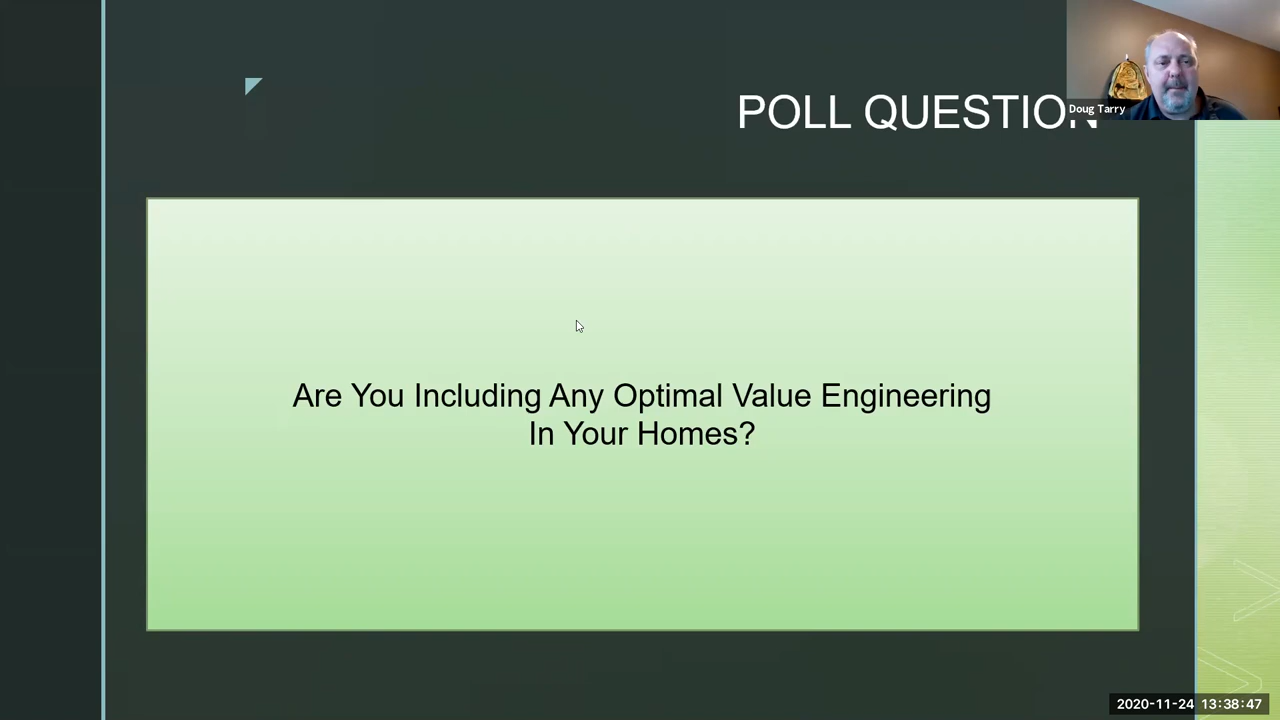 POLL QUESTION
Doug Tarry
Are You Including Any Optimal Value Engineering
In Your Homes?
2020-11-24 13:38:47